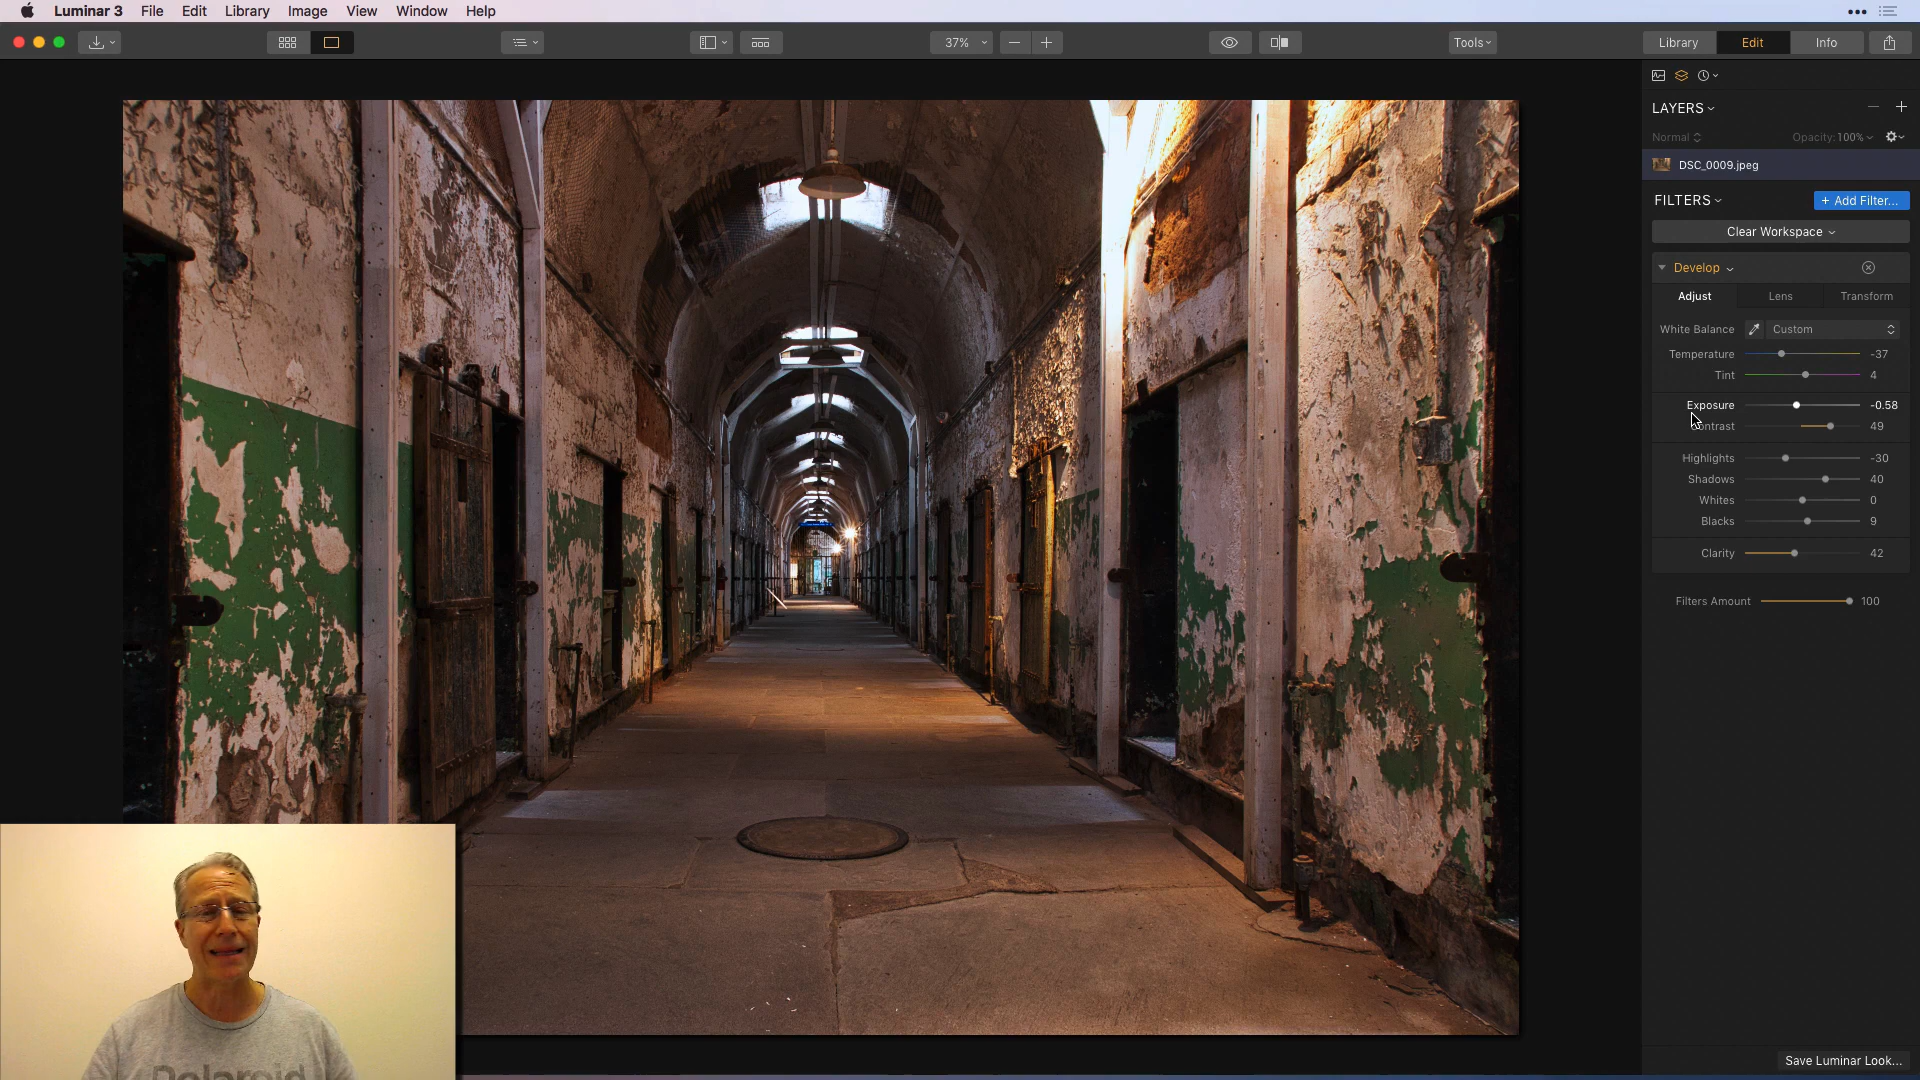 Luminar 3 File Edit Library Image View Window Help
37% Tools Library Edit Info
LAYERS
Normal Opacity: 100%
DSC_0009.jpeg
FILTERS + Add Filter...
Clear Workspace
Develop
Adjust Lens Transform
White Balance Custom
Temperature -37
Tint 4
Exposure -0.58
Contrast 49
Highlights -30
Shadows 40
Whites 0
Blacks 9
Clarity 42
Filters Amount 100
Polaroid
Save Luminar Look...